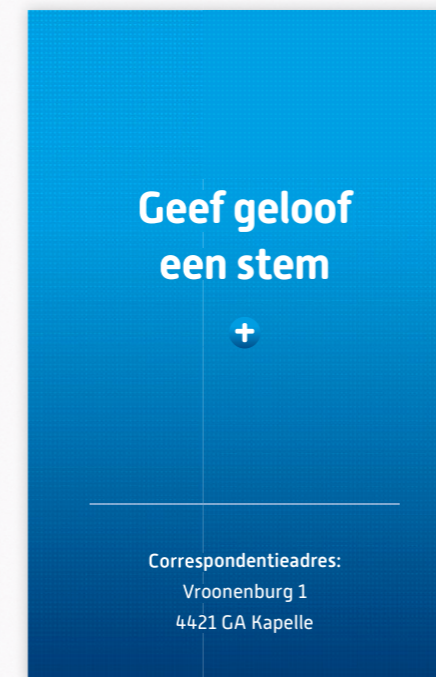 Geef geloof
een stem
Correspondentieadres:
Vroonenburg 1
4421 GA Kapelle